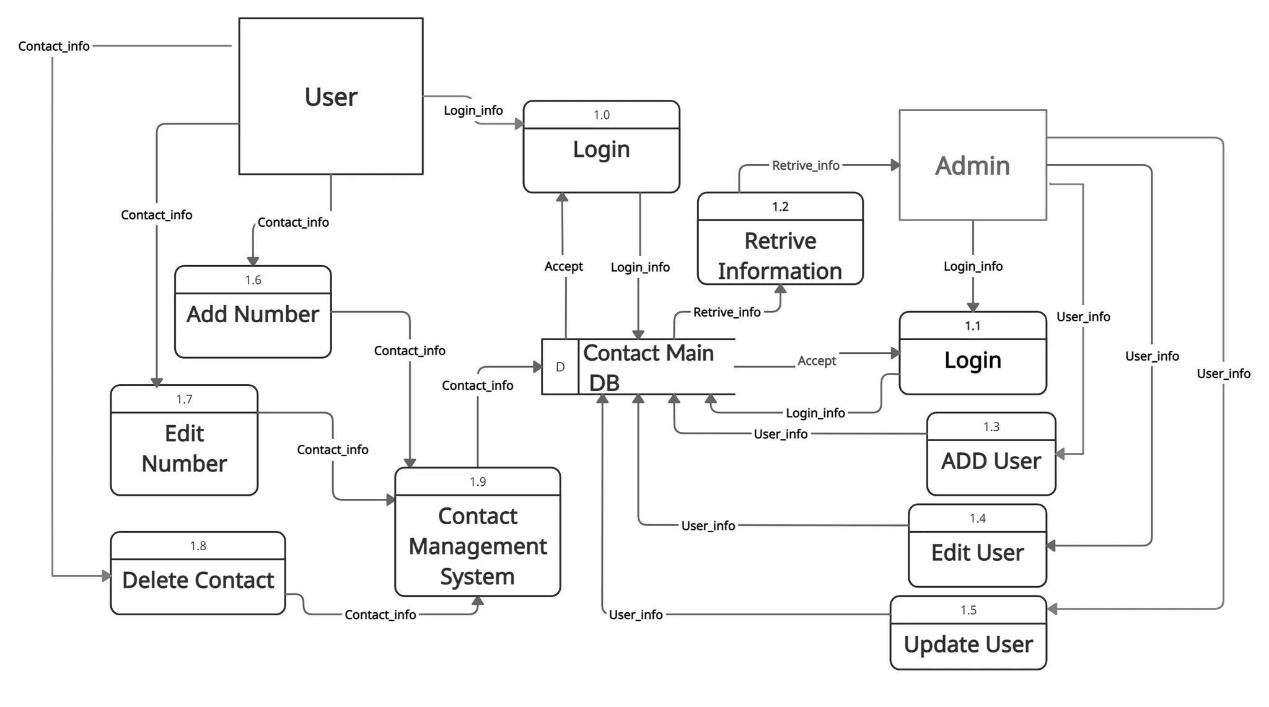 Contact_info
User
Login_info
1.0
Login
Retrive_info
Admin
Contact_info
Contact_info
1.2
Retrive
Information
Accept
Login_info
Login_info
1.6
Add Number
Retrive_info
1.1
Login
User_info
Contact_info
D
Contact Main
DB
Accept
User_info
User_info
Contact_info
Login_info
1.7
Edit
Number
User_info
1.3
ADD User
Contact_info
1.9
Contact
Management
System
User_info
1.4
Edit User
1.8
Delete Contact
Contact_info
User_info
1.5
Update User